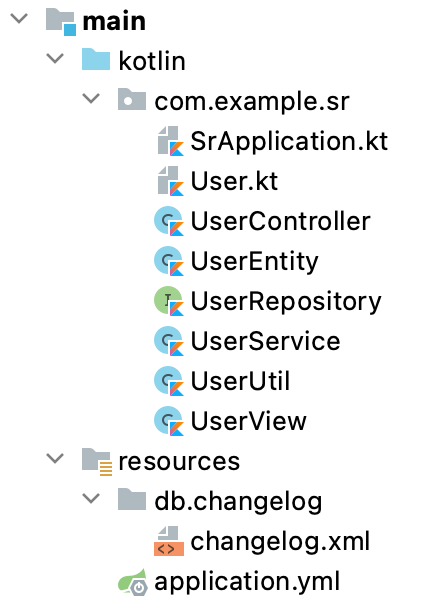 main
kotlin
com.example.sr
SrApplication.kt
User.kt
UserController
UserEntity
UserRepository
UserService
UserUtil
UserView
resources
db.changelog
changelog.xml
application.yml